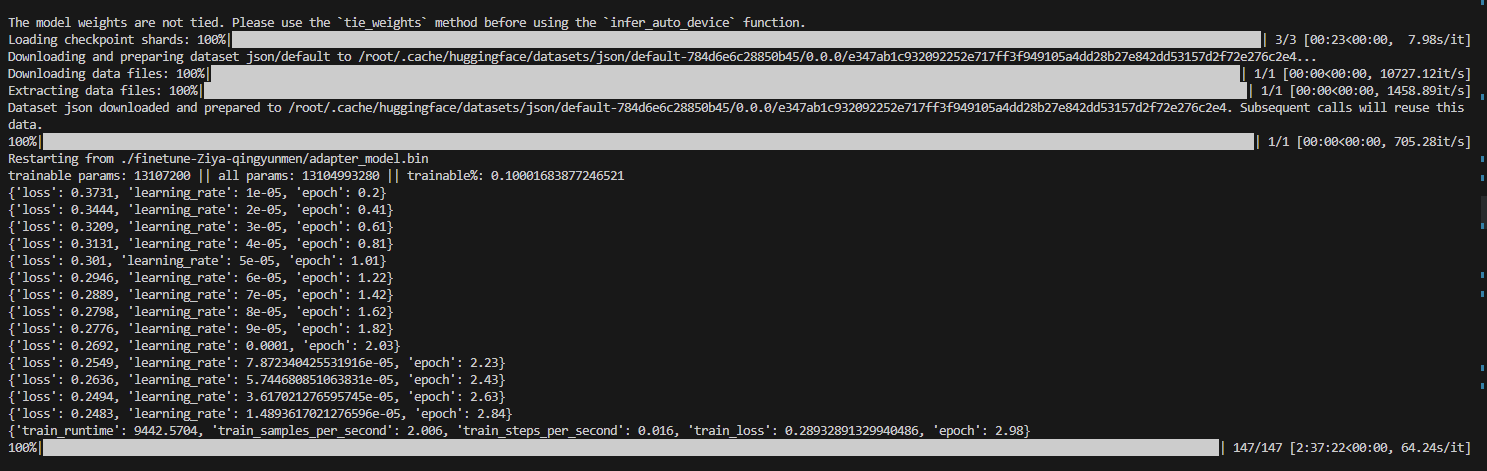 The model weights are not tied. Please use the `tie_weights` method before using the `infer_auto_device` function.
Loading checkpoint shards: 100%| | 3/3 [00:23<00:00, 7.98s/it]
Downloading and preparing dataset json/default to /root/.cache/huggingface/datasets/json/default-784d6e6c28850b45/0.0.0/e347ab1c932092252e717ff3f949105a4dd28b27e842dd53157d2f72e276c2e4...
Downloading data files: 100%| | 1/1 [00:00<00:00, 10727.12it/s]
Extracting data files: 100%| | 1/1 [00:00<00:00, 1458.89it/s]
Dataset json downloaded and prepared to /root/.cache/huggingface/datasets/json/default-784d6e6c28850b45/0.0.0/e347ab1c932092252e717ff3f949105a4dd28b27e842dd53157d2f72e276c2e4. Subsequent calls will reuse this
data.
100%| | 1/1 [00:00<00:00, 705.28it/s]
Restarting from ./finetune-Ziya-qingyunmen/adapter_model.bin
trainable params: 13107200 || all params: 13104993280 || trainable%: 0.10001683877246521
{'loss': 0.3731, 'learning_rate': 1e-05, 'epoch': 0.2}
{'loss': 0.3444, 'learning_rate': 2e-05, 'epoch': 0.41}
{'loss': 0.3209, 'learning_rate': 3e-05, 'epoch': 0.61}
{'loss': 0.3131, 'learning_rate': 4e-05, 'epoch': 0.81}
{'loss': 0.301, 'learning_rate': 5e-05, 'epoch': 1.01}
{'loss': 0.2946, 'learning_rate': 6e-05, 'epoch': 1.22}
{'loss': 0.2889, 'learning_rate': 7e-05, 'epoch': 1.42}
{'loss': 0.2798, 'learning_rate': 8e-05, 'epoch': 1.62}
{'loss': 0.2776, 'learning_rate': 9e-05, 'epoch': 1.82}
{'loss': 0.2692, 'learning_rate': 0.0001, 'epoch': 2.03}
{'loss': 0.2549, 'learning_rate': 7.872340425531916e-05, 'epoch': 2.23}
{'loss': 0.2636, 'learning_rate': 5.744680851063831e-05, 'epoch': 2.43}
{'loss': 0.2494, 'learning_rate': 3.617021276595745e-05, 'epoch': 2.63}
{'loss': 0.2483, 'learning_rate': 1.4893617021276596e-05, 'epoch': 2.84}
{'train_runtime': 9442.5704, 'train_samples_per_second': 2.006, 'train_steps_per_second': 0.016, 'train_loss': 0.28932891329940486, 'epoch': 2.98}
100%| | 147/147 [2:37:22<00:00, 64.24s/it]